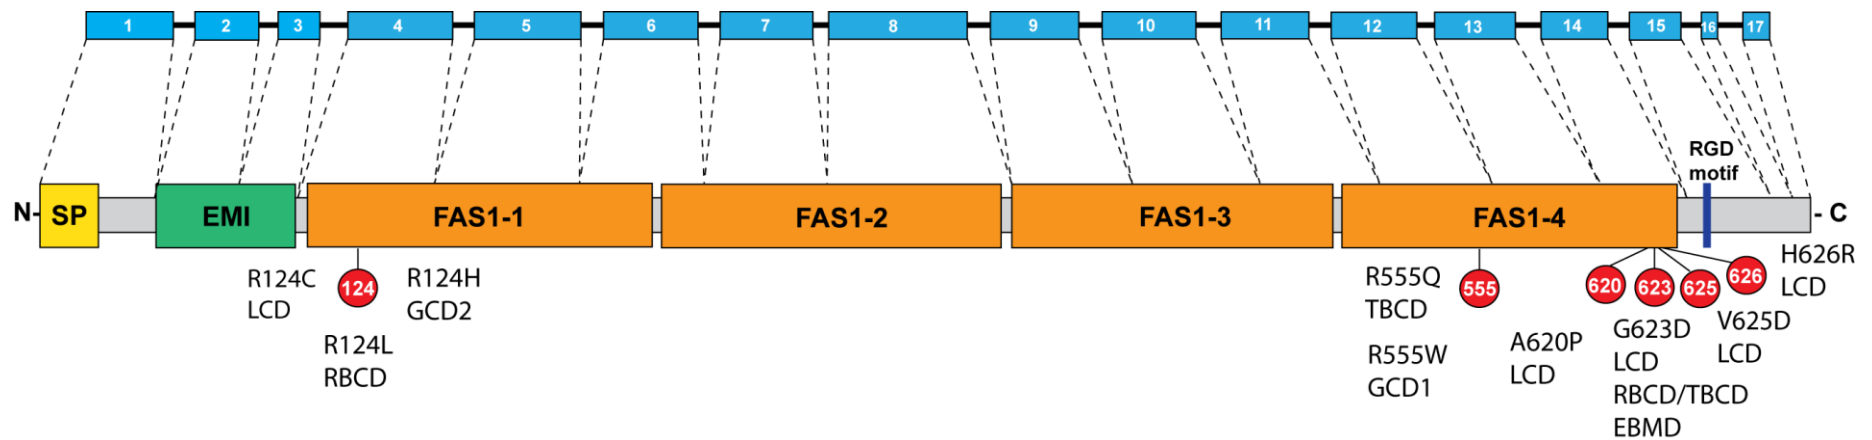 1 2 3 4 5 6 7 8 9 10 11 12 13 14 15 16 17
RGD
motif
N- SP EMI FAS1-1 FAS1-2 FAS1-3 FAS1-4 - C
R124C
LCD
124
R124H
GCD2
R124L
RBCD
R555Q
TBCD
555
R555W
GCD1
620 623 625 626
A620P
LCD
G623D
LCD
RBCD/TBCD
EBMD
V625D
LCD
H626R
LCD